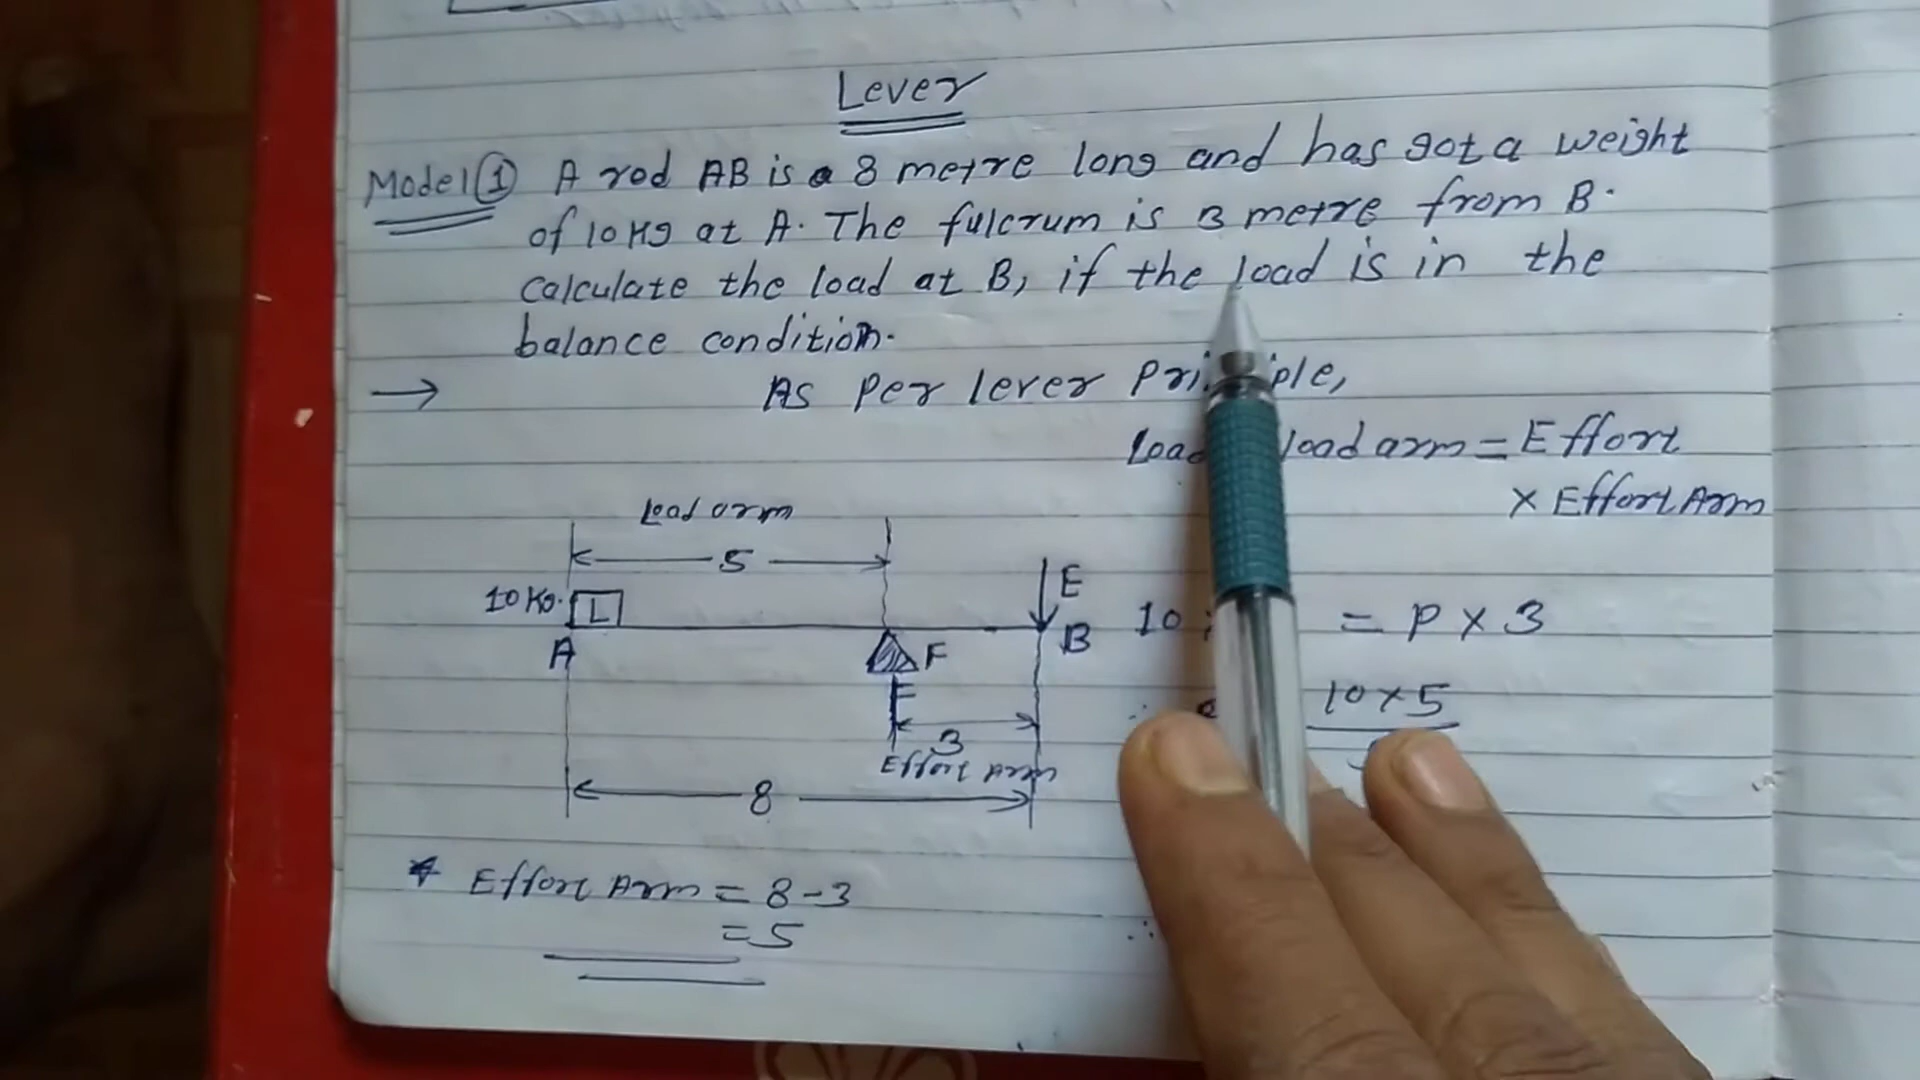 Lever
Model ① A rod AB is a 8 metre long and has got a weight
of 10 Kg at A. The fulcrum is 3 metre from B.
calculate the load at B, if the load is in the
balance condition.
→ As per lever
load arm = Effort
× Effort Arm
Load arm
5
10 Kg. L
E
A
F
B
10 = P × 3
F
10 × 5
3
Effort Arm
8
* Effort Arm = 8 - 3
= 5